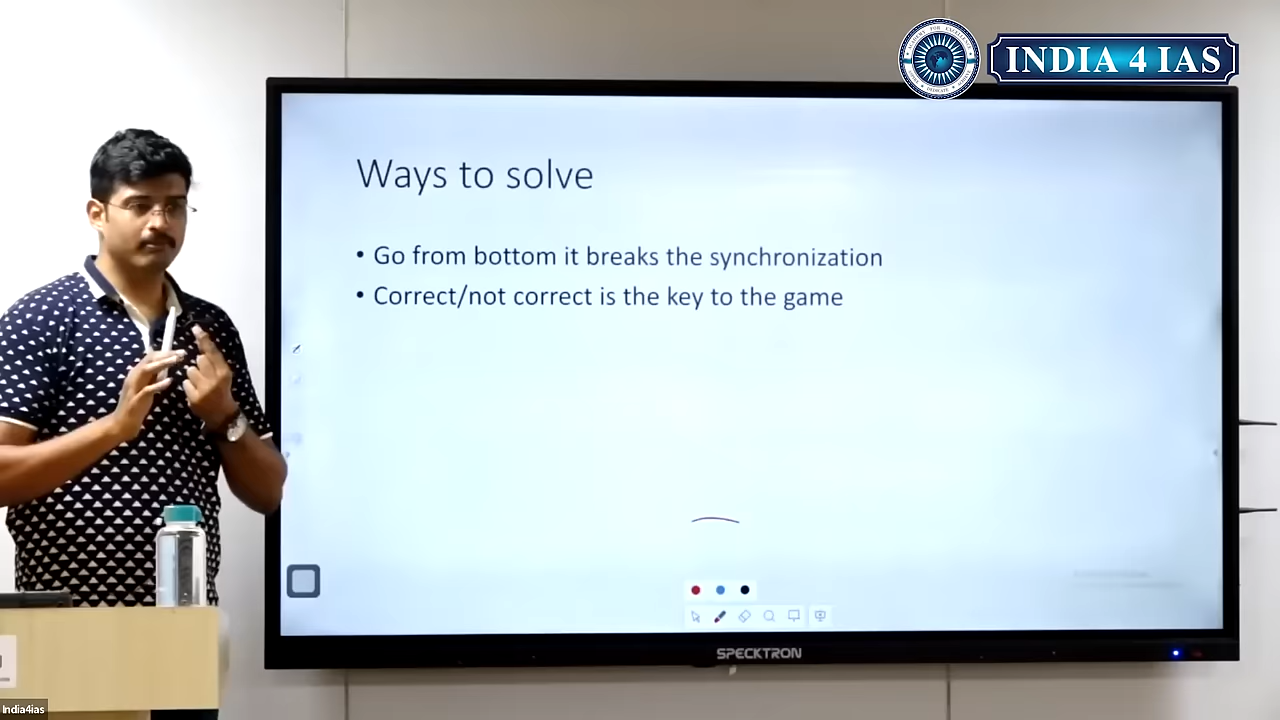 INDIA 4 IAS
Ways to solve
• Go from bottom it breaks the synchronization
• Correct/not correct is the key to the game
SPECKTRON
India4ias